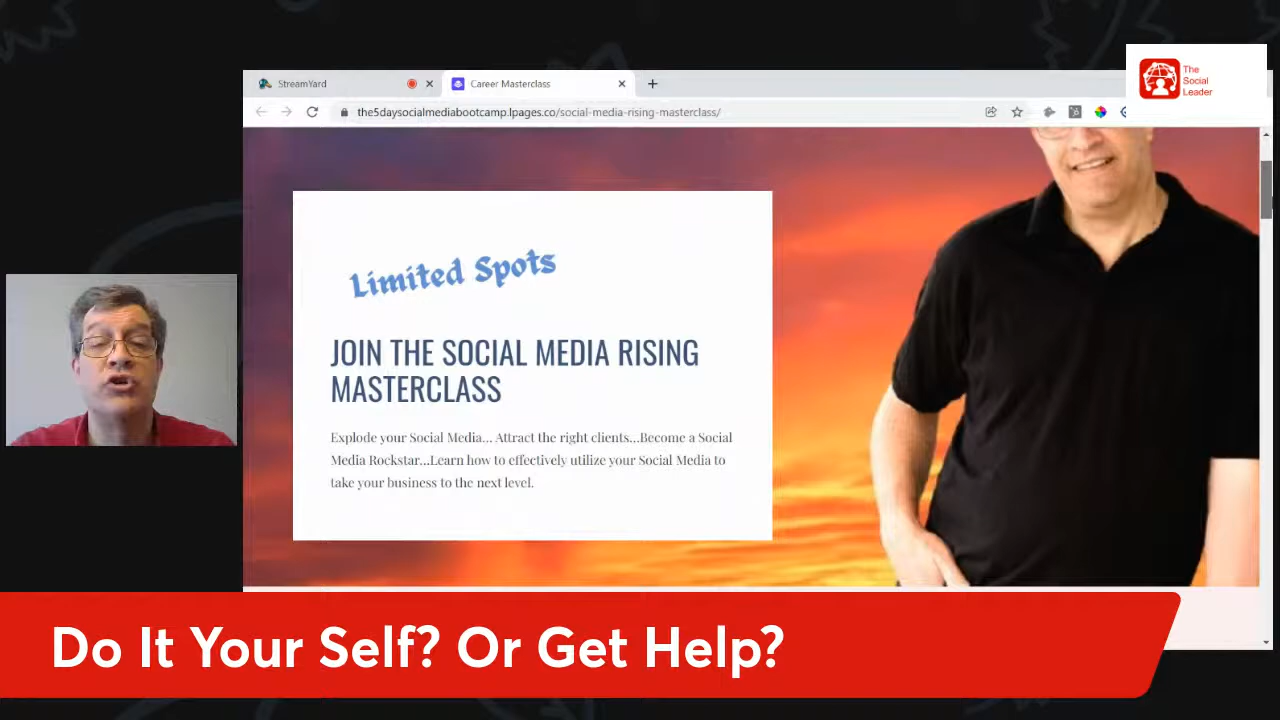 StreamYard
Career Masterclass
the5daysocialmediabootcamp.lpages.co/social-media-rising-masterclass/
The
Social
Leader
Limited Spots
JOIN THE SOCIAL MEDIA RISING
MASTERCLASS
Explode your Social Media... Attract the right clients...Become a Social
Media Rockstar...Learn how to effectively utilize your Social Media to
take your business to the next level.
Do It Your Self? Or Get Help?